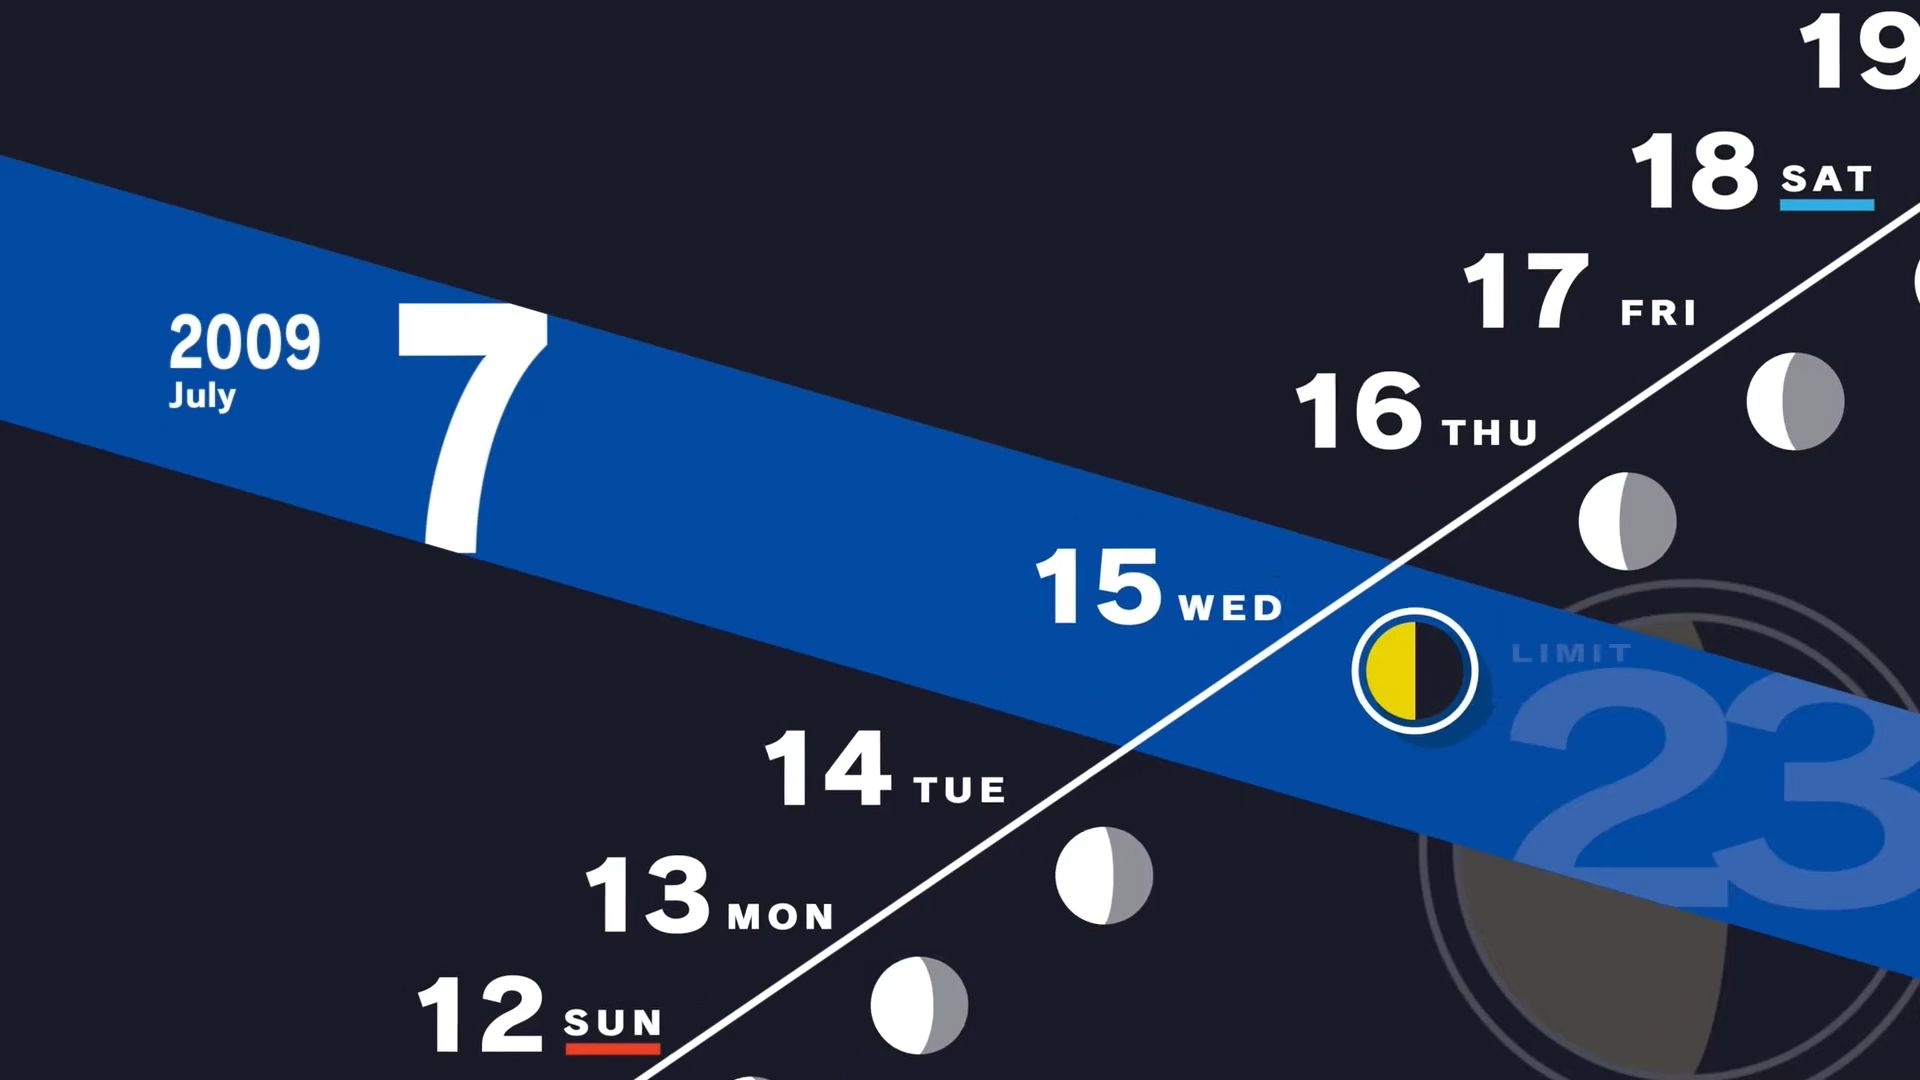 19
18 SAT
17 FRI
16 THU
2009
July
7
15 WED
LIMIT
23
14 TUE
13 MON
12 SUN